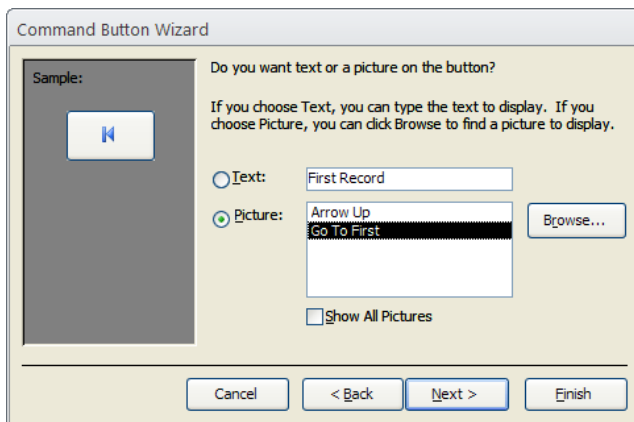 Command Button Wizard
Sample:
Do you want text or a picture on the button?
If you choose Text, you can type the text to display. If you
choose Picture, you can click Browse to find a picture to display.
Text:
First Record
Picture:
Arrow Up
Go To First
Browse...
Show All Pictures
Cancel
< Back
Next >
Finish